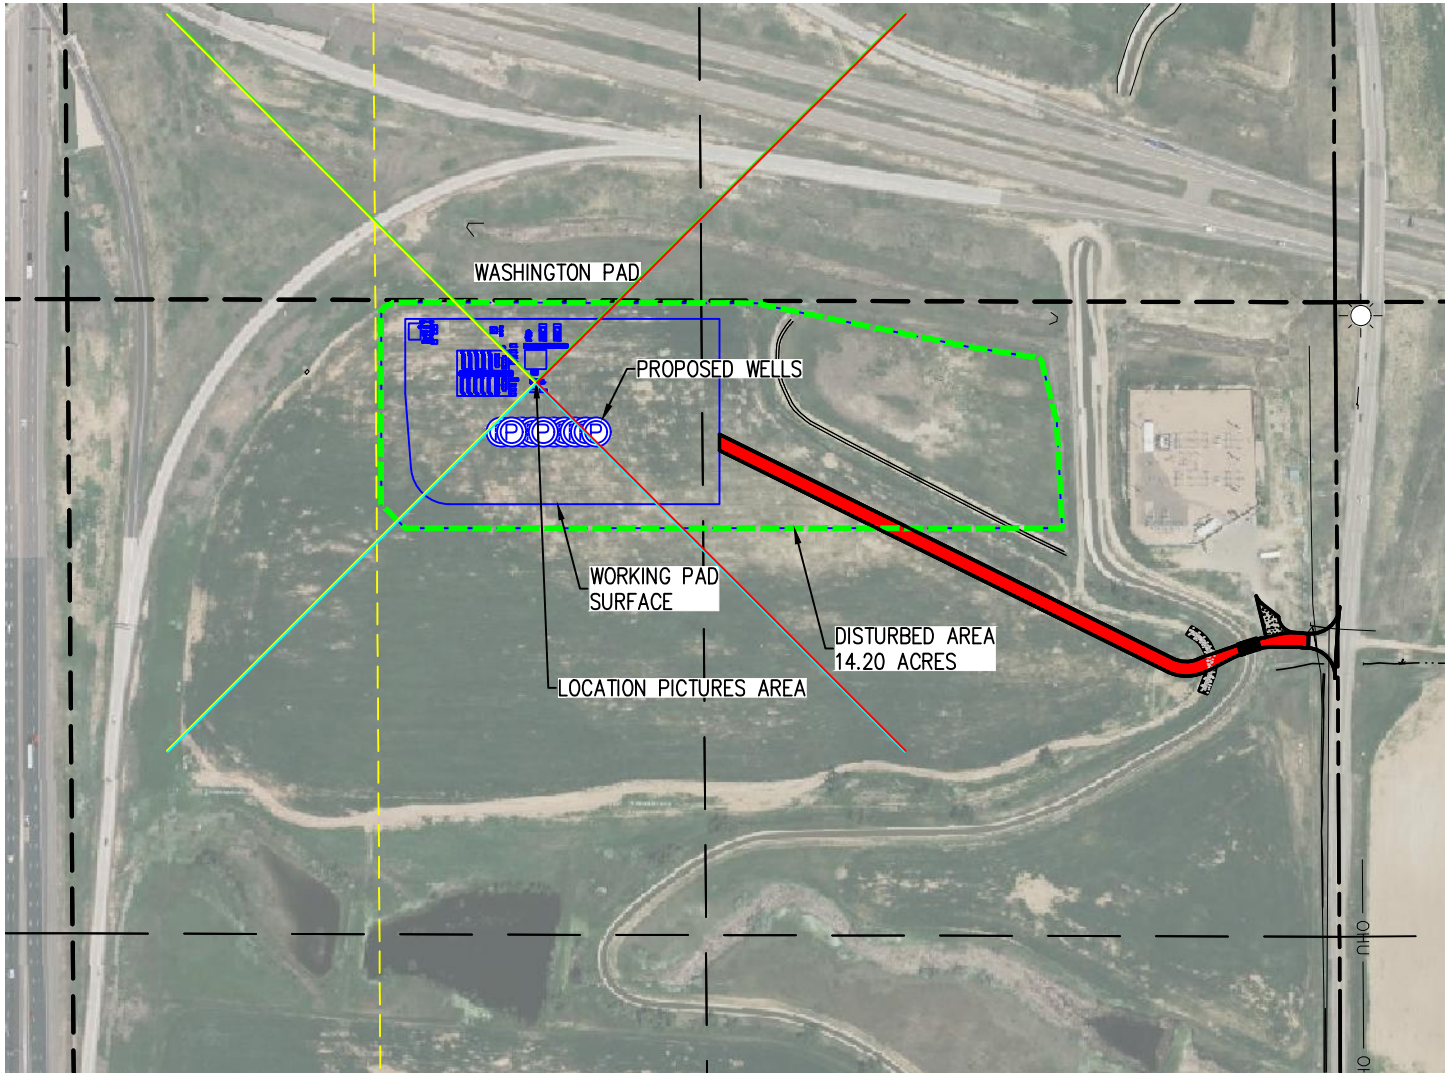 WASHINGTON PAD
PROPOSED WELLS
P P P
WORKING PAD
SURFACE
DISTURBED AREA
14.20 ACRES
LOCATION PICTURES AREA
OHU